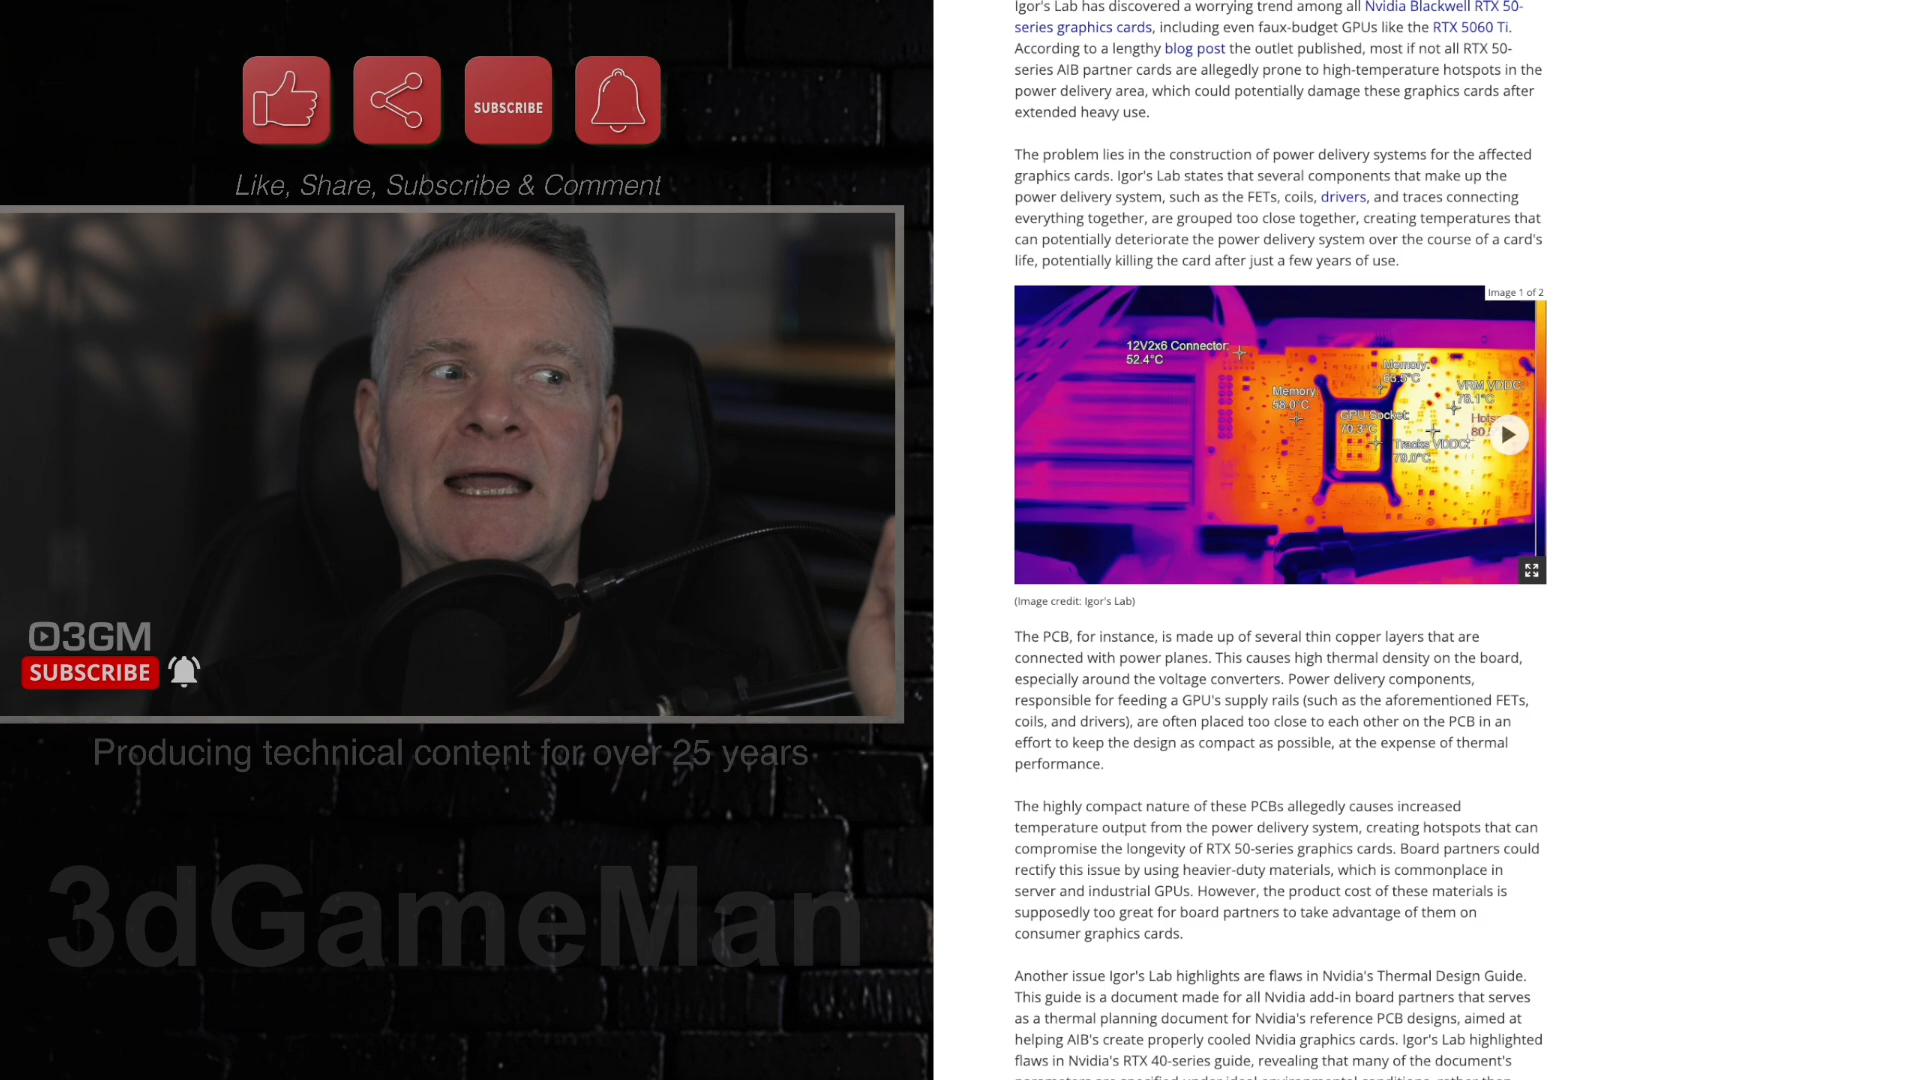 SUBSCRIBE
Like, Share, Subscribe & Comment
3GM
SUBSCRIBE
Producing technical content for over 25 years
3dGameMan
Igor's Lab has discovered a worrying trend among all Nvidia Blackwell RTX 50-
series graphics cards, including even faux-budget GPUs like the RTX 5060 Ti.
According to a lengthy blog post the outlet published, most if not all RTX 50-
series AIB partner cards are allegedly prone to high-temperature hotspots in the
power delivery area, which could potentially damage these graphics cards after
extended heavy use.
The problem lies in the construction of power delivery systems for the affected
graphics cards. Igor's Lab states that several components that make up the
power delivery system, such as the FETs, coils, drivers, and traces connecting
everything together, are grouped too close together, creating temperatures that
can potentially deteriorate the power delivery system over the course of a card's
life, potentially killing the card after just a few years of use.
Image 1 of 2
12V2x6 Connector:
52.4°C
Memory:
Memory:
58.0°C
VRM VDDC:
GPU Socket:
70.3°C
Tracks VDDC:
79.0°C
80.
(Image credit: Igor's Lab)
The PCB, for instance, is made up of several thin copper layers that are
connected with power planes. This causes high thermal density on the board,
especially around the voltage converters. Power delivery components,
responsible for feeding a GPU's supply rails (such as the aforementioned FETs,
coils, and drivers), are often placed too close to each other on the PCB in an
effort to keep the design as compact as possible, at the expense of thermal
performance.
The highly compact nature of these PCBs allegedly causes increased
temperature output from the power delivery system, creating hotspots that can
compromise the longevity of RTX 50-series graphics cards. Board partners could
rectify this issue by using heavier-duty materials, which is commonplace in
server and industrial GPUs. However, the product cost of these materials is
supposedly too great for board partners to take advantage of them on
consumer graphics cards.
Another issue Igor's Lab highlights are flaws in Nvidia's Thermal Design Guide.
This guide is a document made for all Nvidia add-in board partners that serves
as a thermal planning document for Nvidia's reference PCB designs, aimed at
helping AIB's create properly cooled Nvidia graphics cards. Igor's Lab highlighted
flaws in Nvidia's RTX 40-series guide, revealing that many of the document's